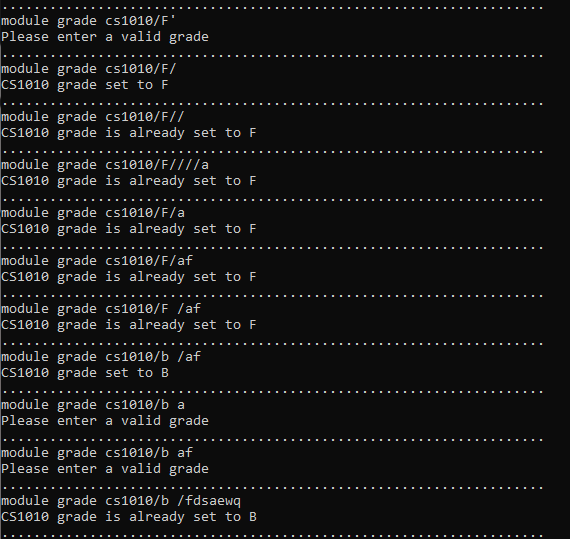 module grade cs1010/F'
Please enter a valid grade
module grade cs1010/F/
CS1010 grade set to F
module grade cs1010/F//
CS1010 grade is already set to F
module grade cs1010/F////a
CS1010 grade is already set to F
module grade cs1010/F/a
CS1010 grade is already set to F
module grade cs1010/F/af
CS1010 grade is already set to F
module grade cs1010/F /af
CS1010 grade is already set to F
module grade cs1010/b /af
CS1010 grade set to B
module grade cs1010/b a
Please enter a valid grade
module grade cs1010/b af
Please enter a valid grade
module grade cs1010/b /fdsaewq
CS1010 grade is already set to B